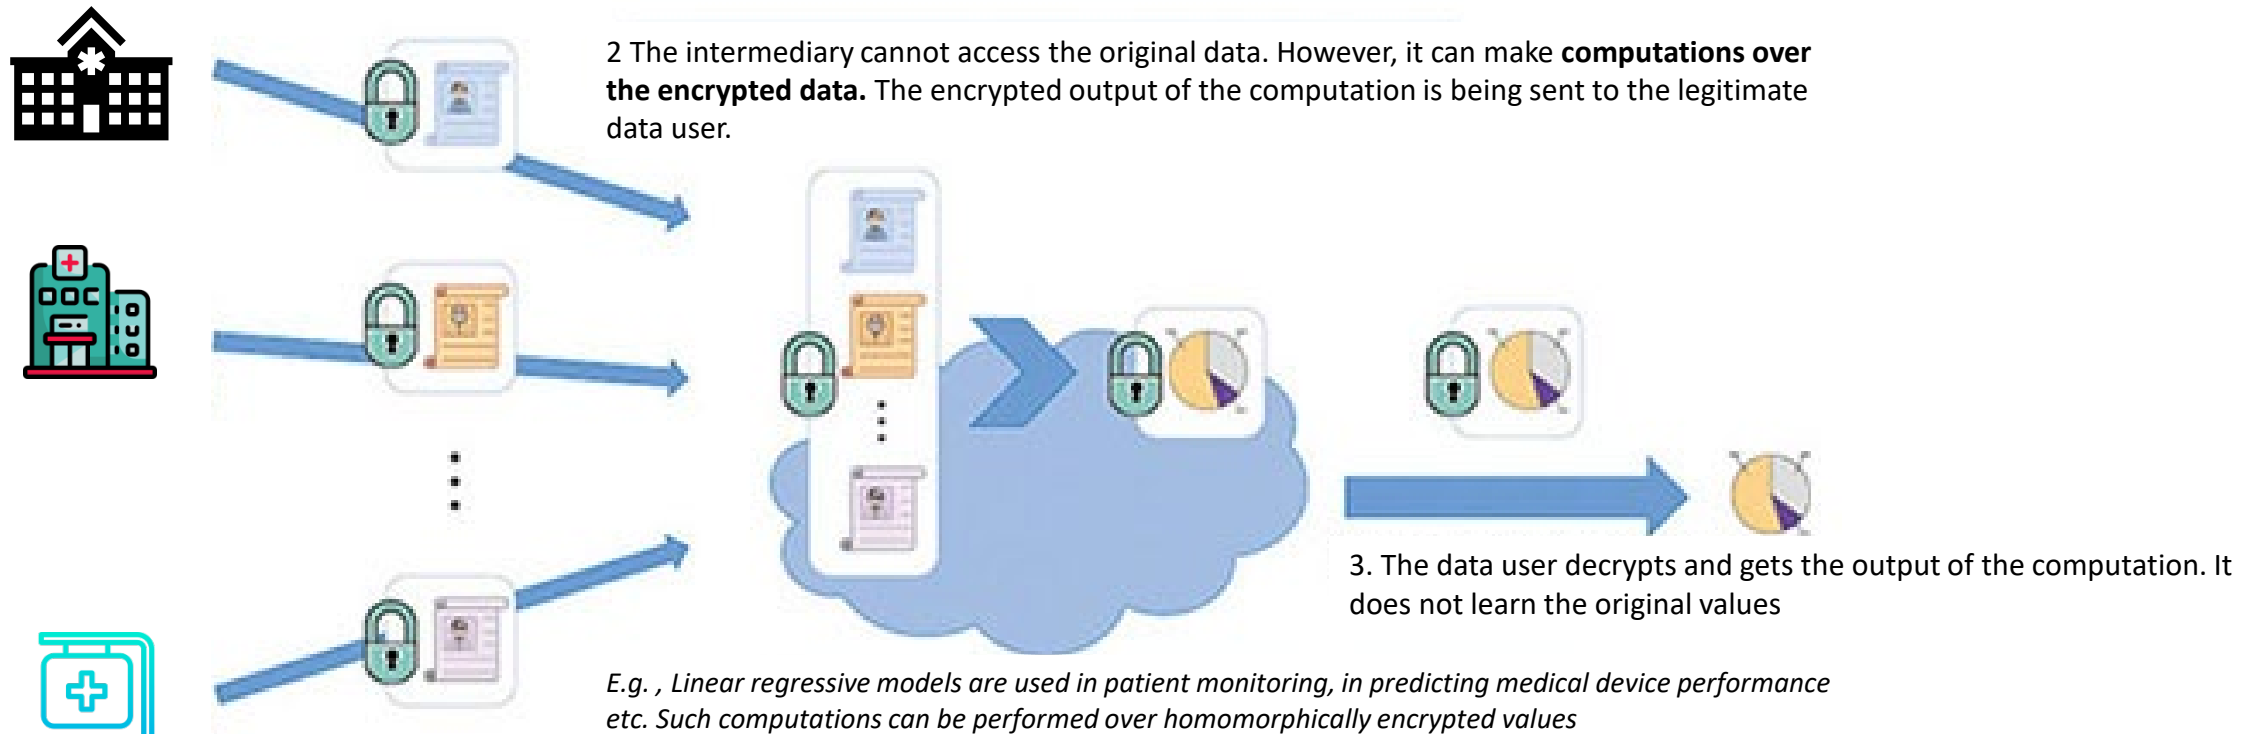 2 The intermediary cannot access the original data. However, it can make computations over
the encrypted data. The encrypted output of the computation is being sent to the legitimate
data user.
3. The data user decrypts and gets the output of the computation. It
does not learn the original values
E.g. , Linear regressive models are used in patient monitoring, in predicting medical device performance
etc. Such computations can be performed over homomorphically encrypted values